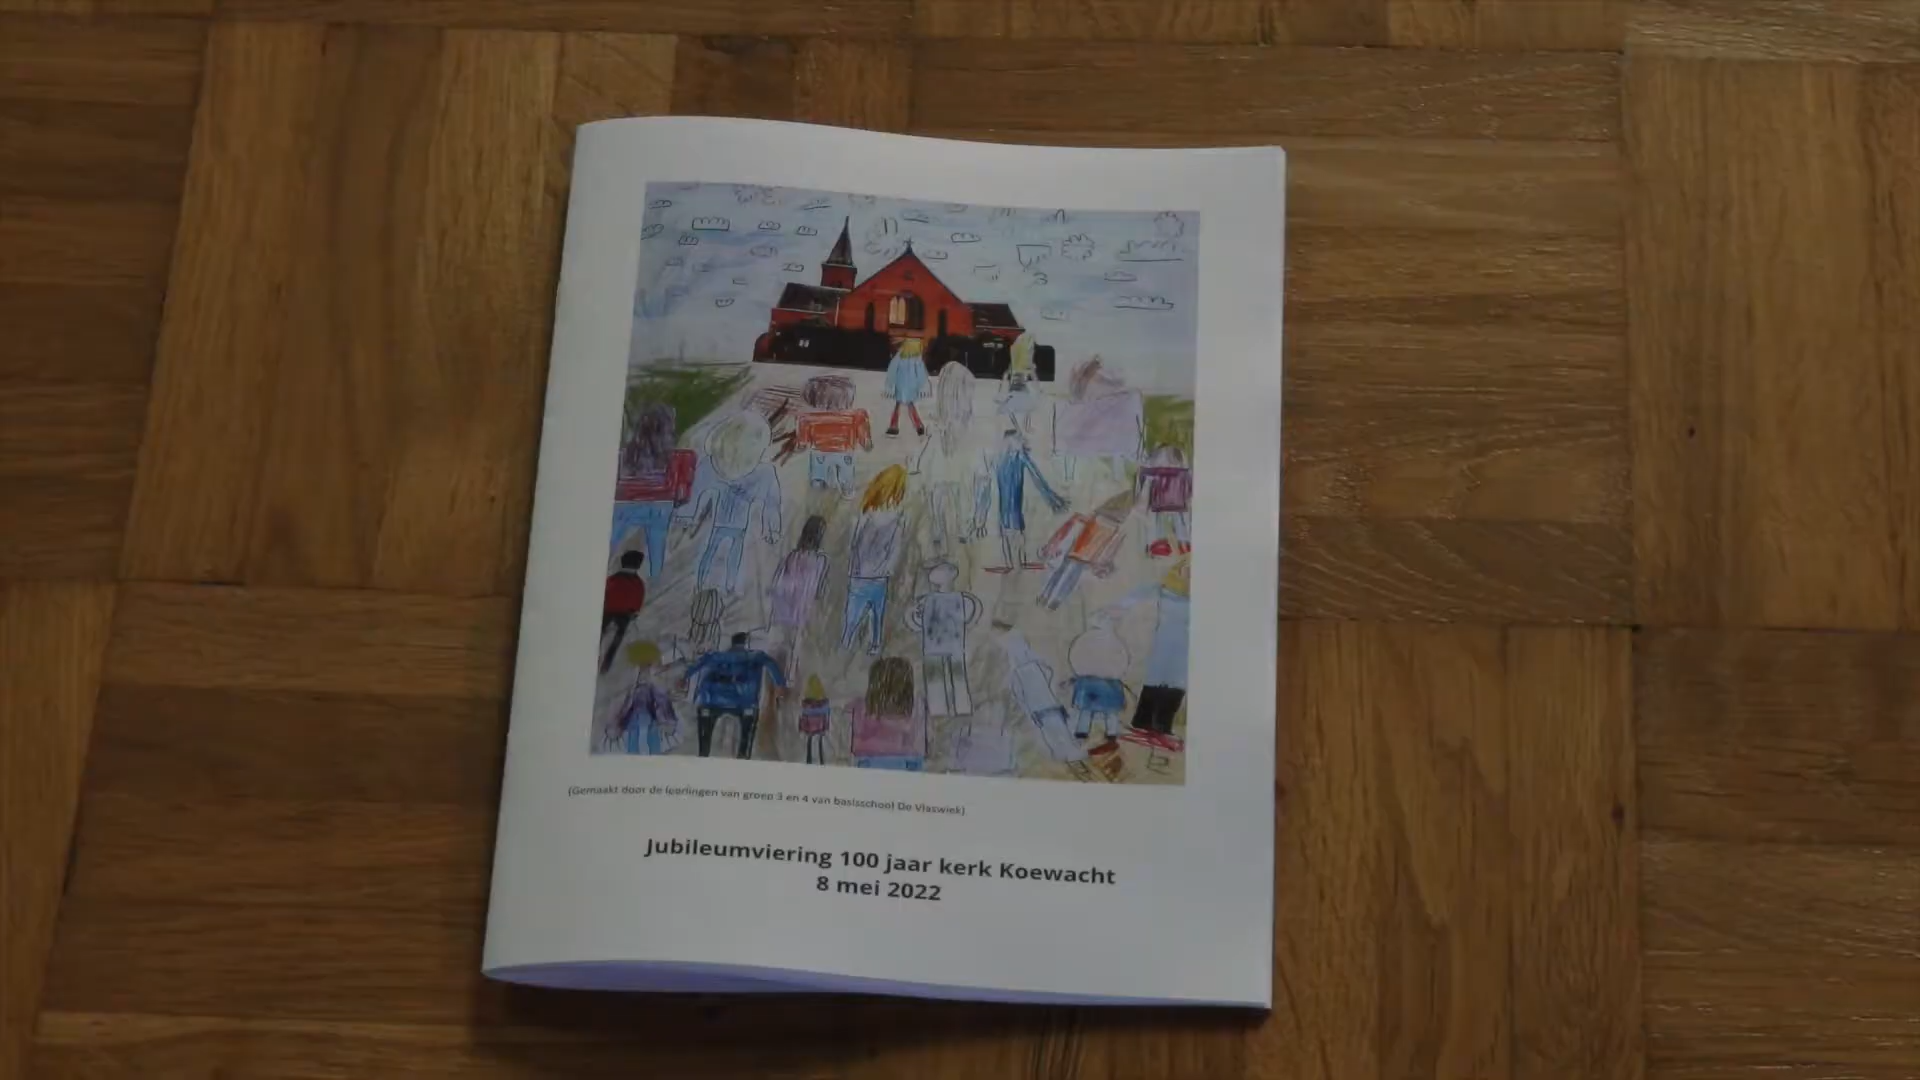 (Gemaakt door de leerlingen van groep 3 en 4 van basisschool De Vlaswiek)
Jubileumviering 100 jaar kerk Koewacht
8 mei 2022